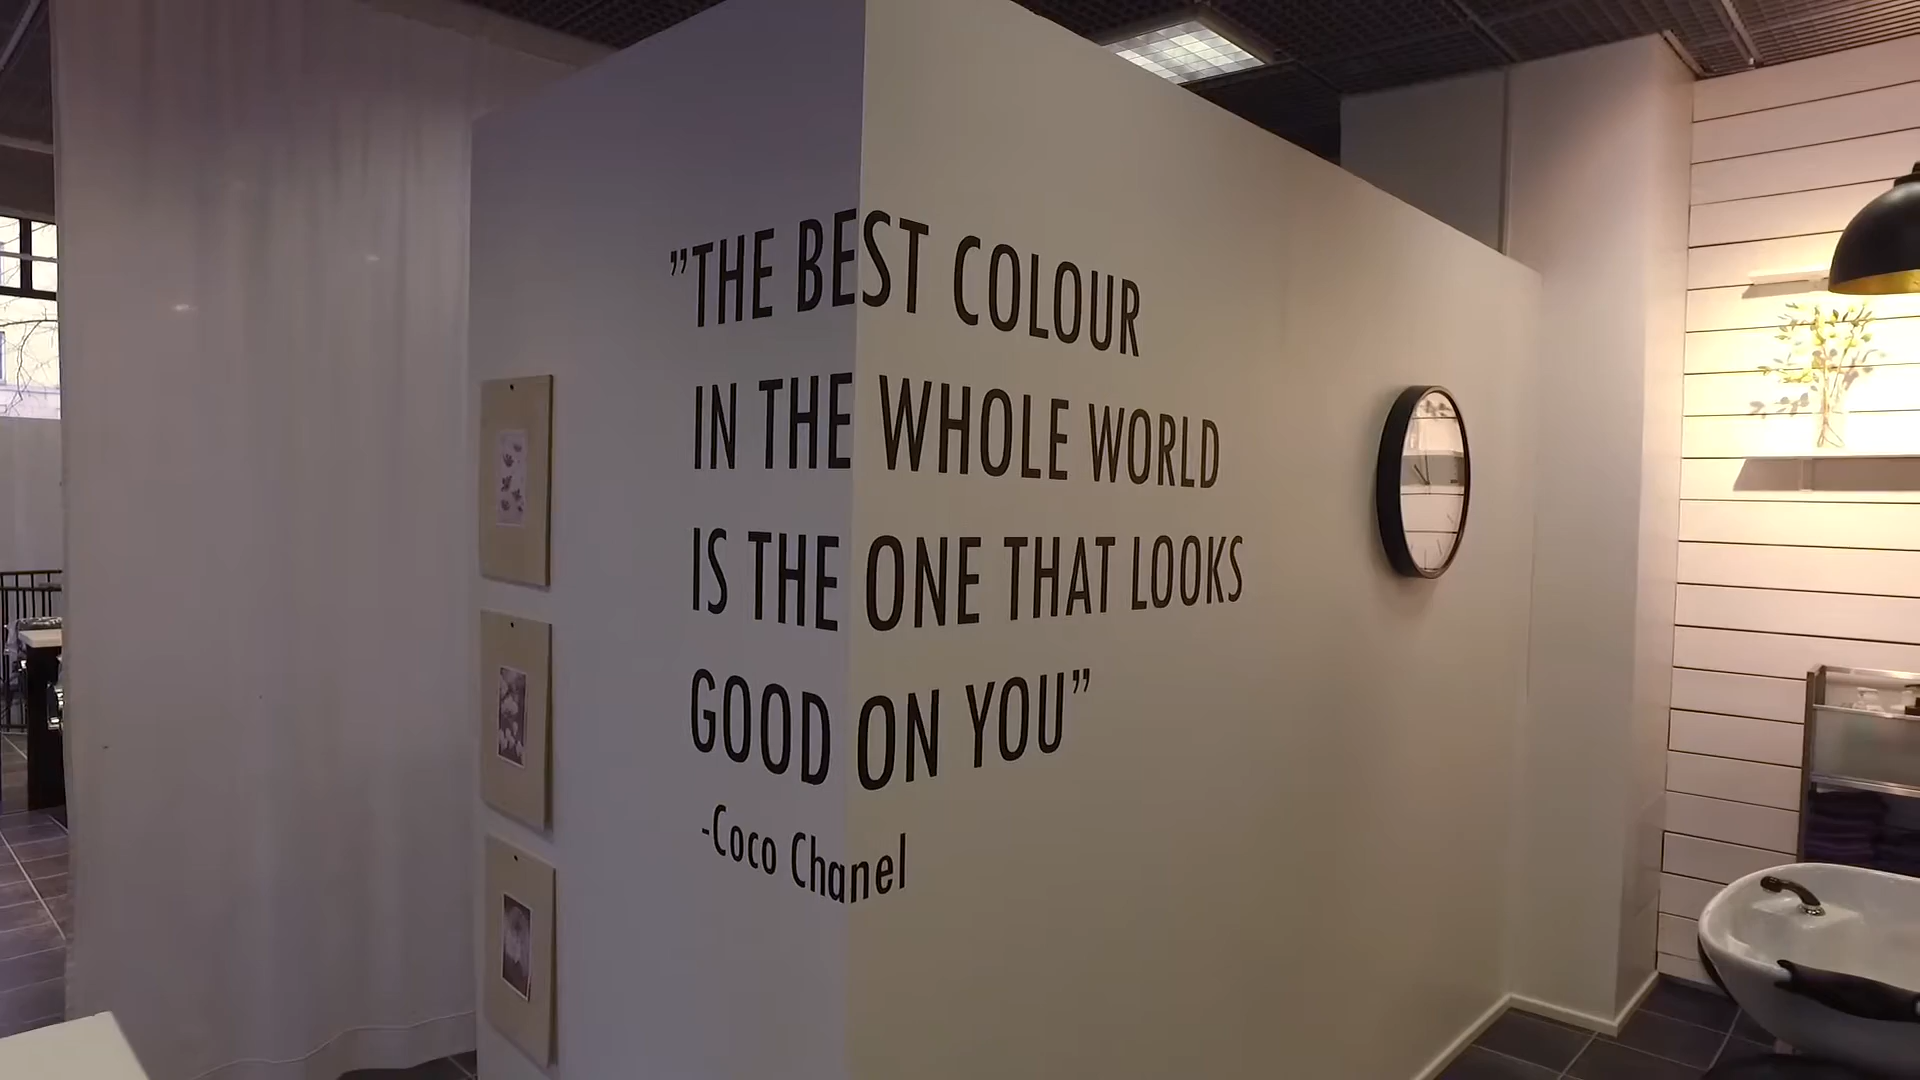 ”THE BEST COLOUR
IN THE WHOLE WORLD
IS THE ONE THAT LOOKS
GOOD ON YOU”
-Coco Chanel